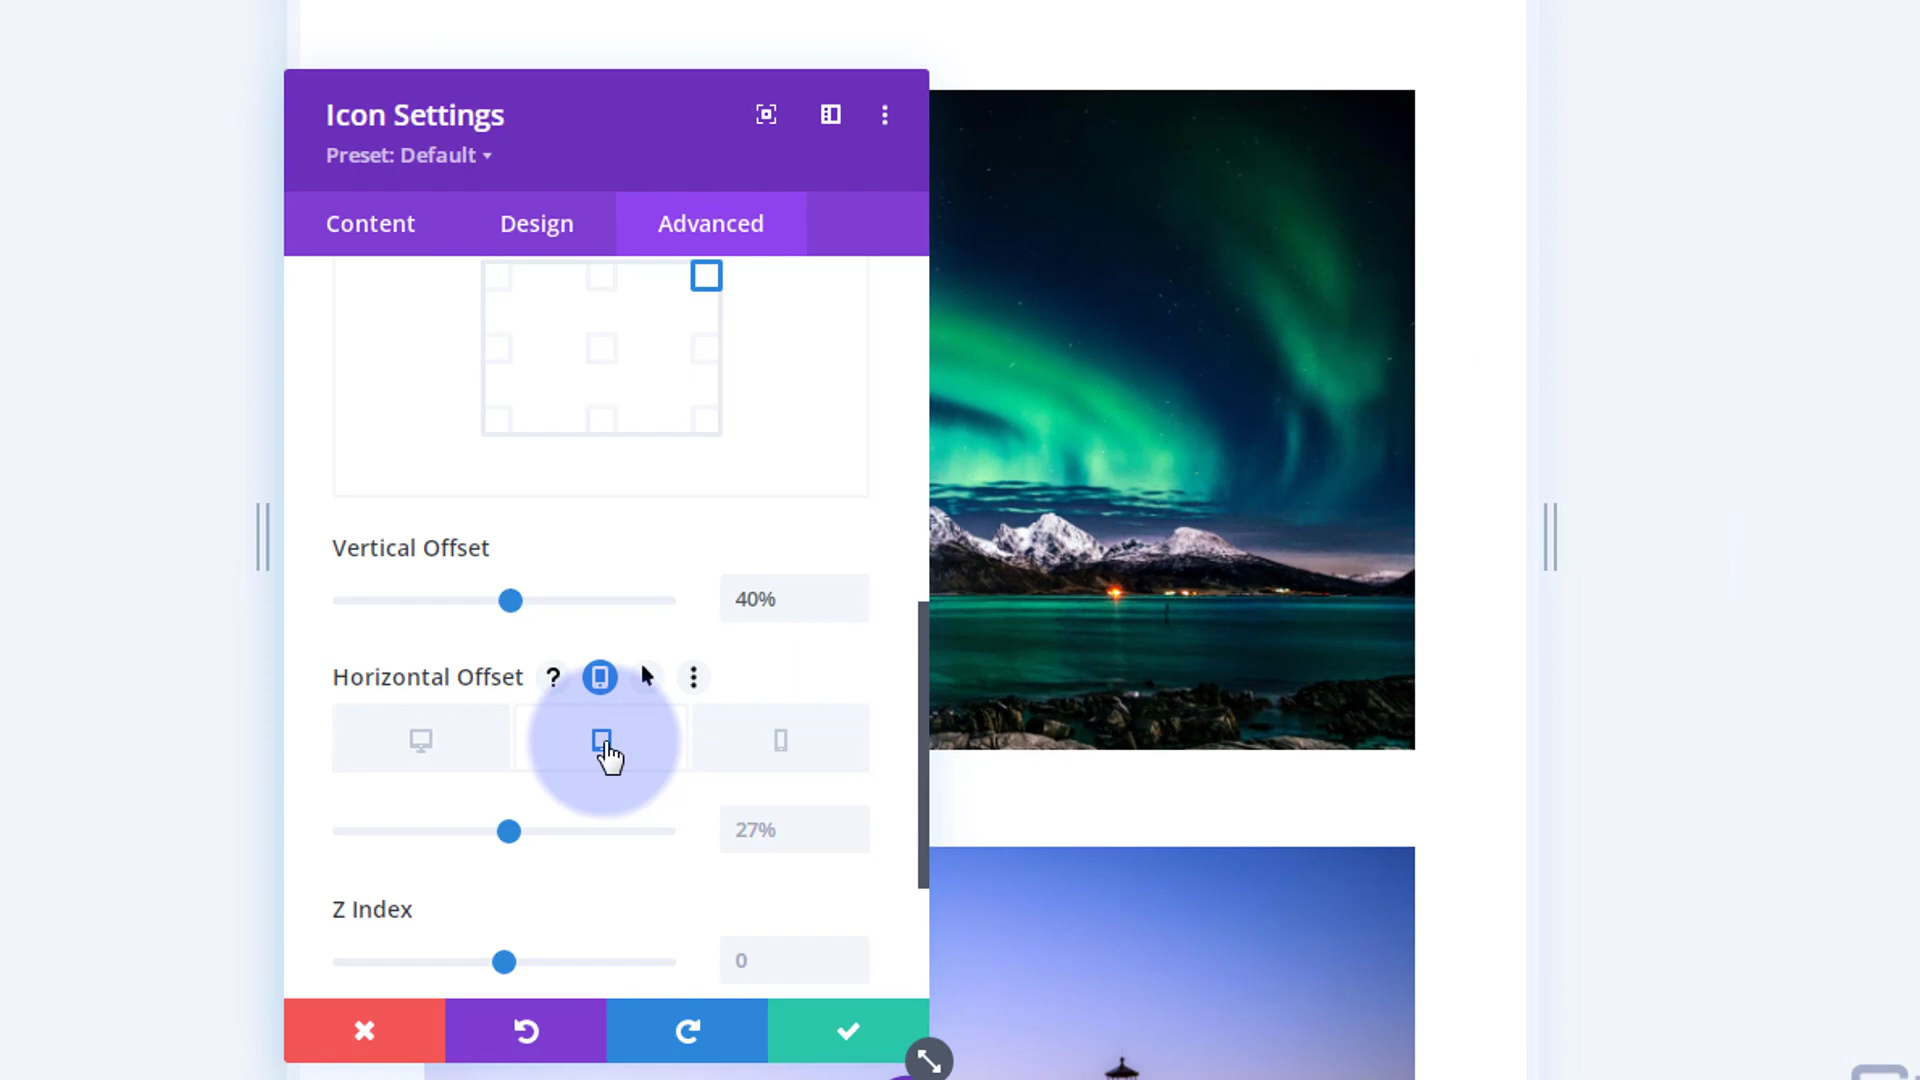 Icon Settings
Preset: Default
Content Design Advanced
Vertical Offset
40%
Horizontal Offset ?
27%
Z Index
0